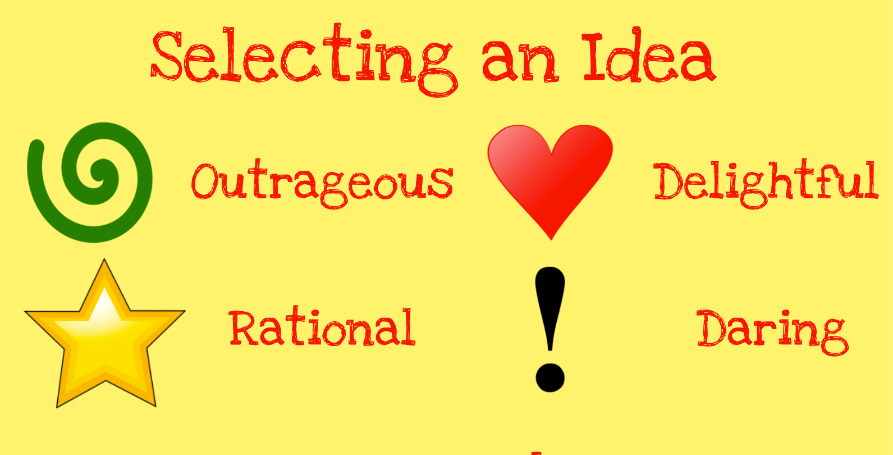 Selecting an Idea
Outrageous
Delightful
Rational
!
Daring